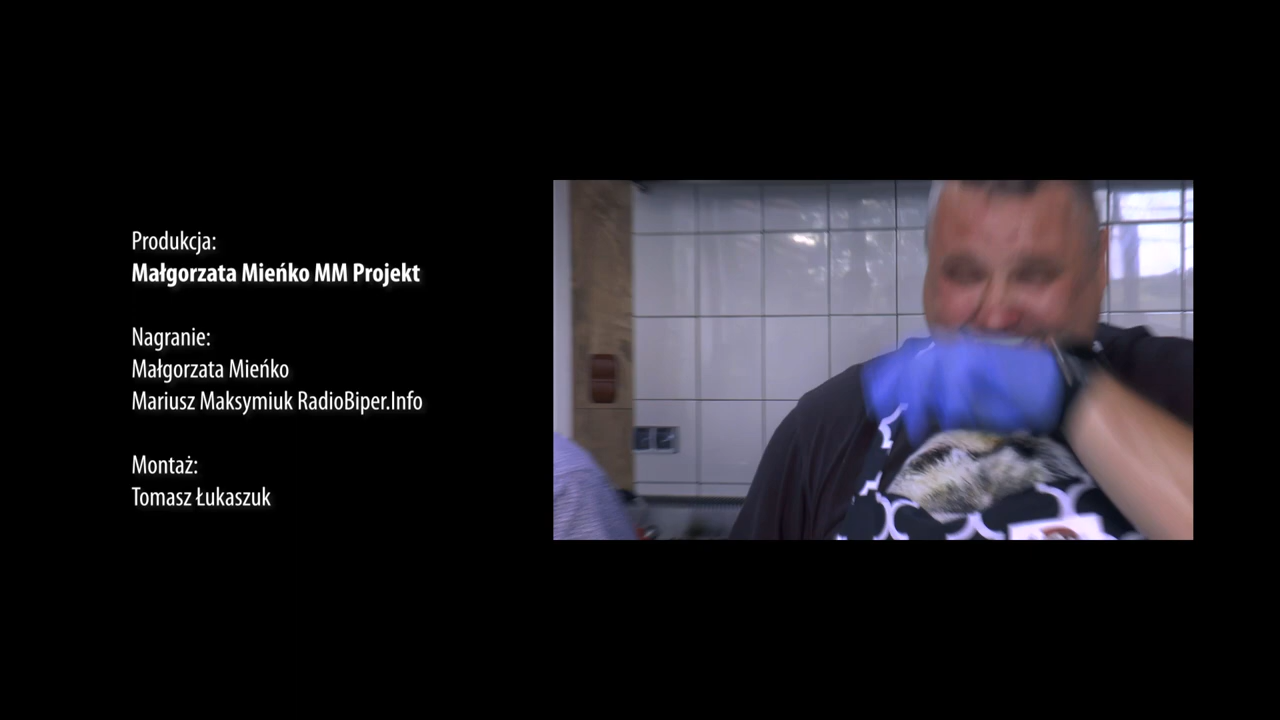 Produkcja:
Małgorzata Mieńko MM Projekt
Nagranie:
Małgorzata Mieńko
Mariusz Maksymiuk RadioBiper.Info
Montaż:
Tomasz Łukaszuk